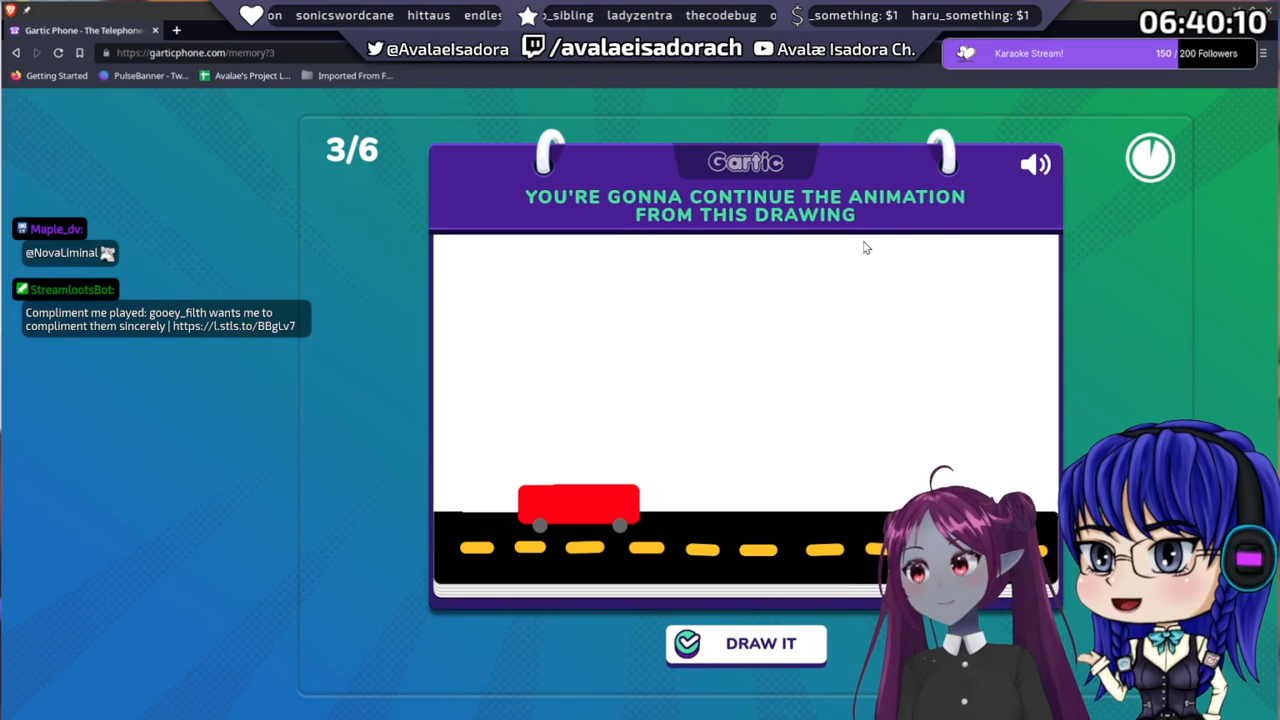 Gartic Phone - The Telephone
on sonicswordcane hittaus endles
_sibling ladyzentra thecodebug
_something: $1 haru_something: $1
06:40:10
https://garticphone.com/memory?3
@AvalaeIsadora
/avalaeisadorach
Avalæ Isadora Ch.
Karaoke Stream!
150 / 200 Followers
Getting Started
PulseBanner - Tw...
Avalae's Project L...
Imported From F...
3/6
Gartic
YOU'RE GONNA CONTINUE THE ANIMATION
FROM THIS DRAWING
Maple_dv:
@NovaLiminal
StreamlootsBot:
Compliment me played: gooey_filth wants me to
compliment them sincerely | https://l.stls.to/BBgLv7
DRAW IT